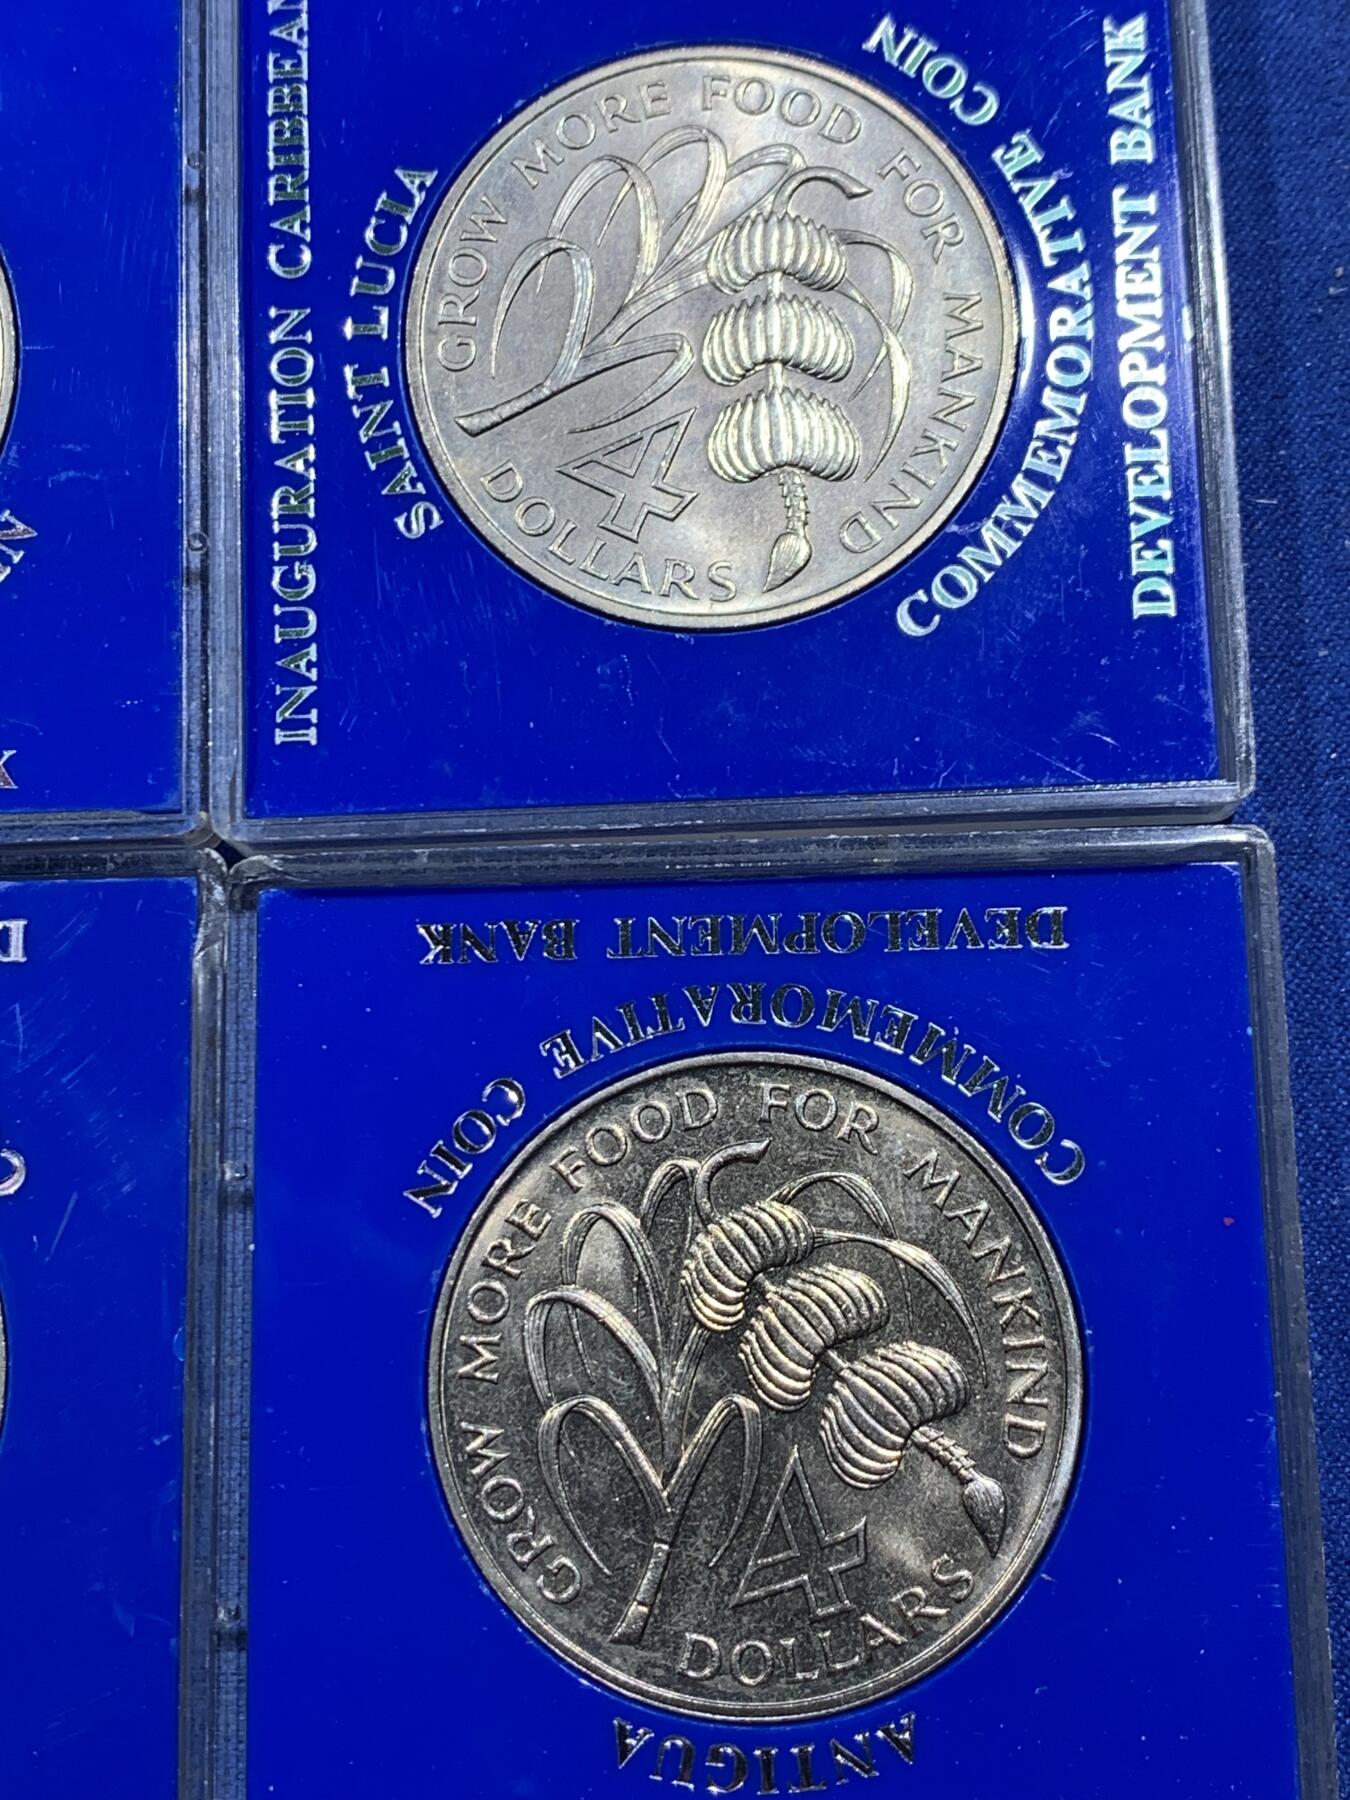 INAUGURATION CARIBBEAN
SAINT LUCIA
GROW MORE FOOD FOR MANKIND
4
DOLLARS
COMMEMORATIVE COIN
DEVELOPMENT BANK
DEVELOPMENT BANK
COMMEMORATIVE COIN
GROW MORE FOOD FOR MANKIND
4
DOLLARS
ANTIGUA